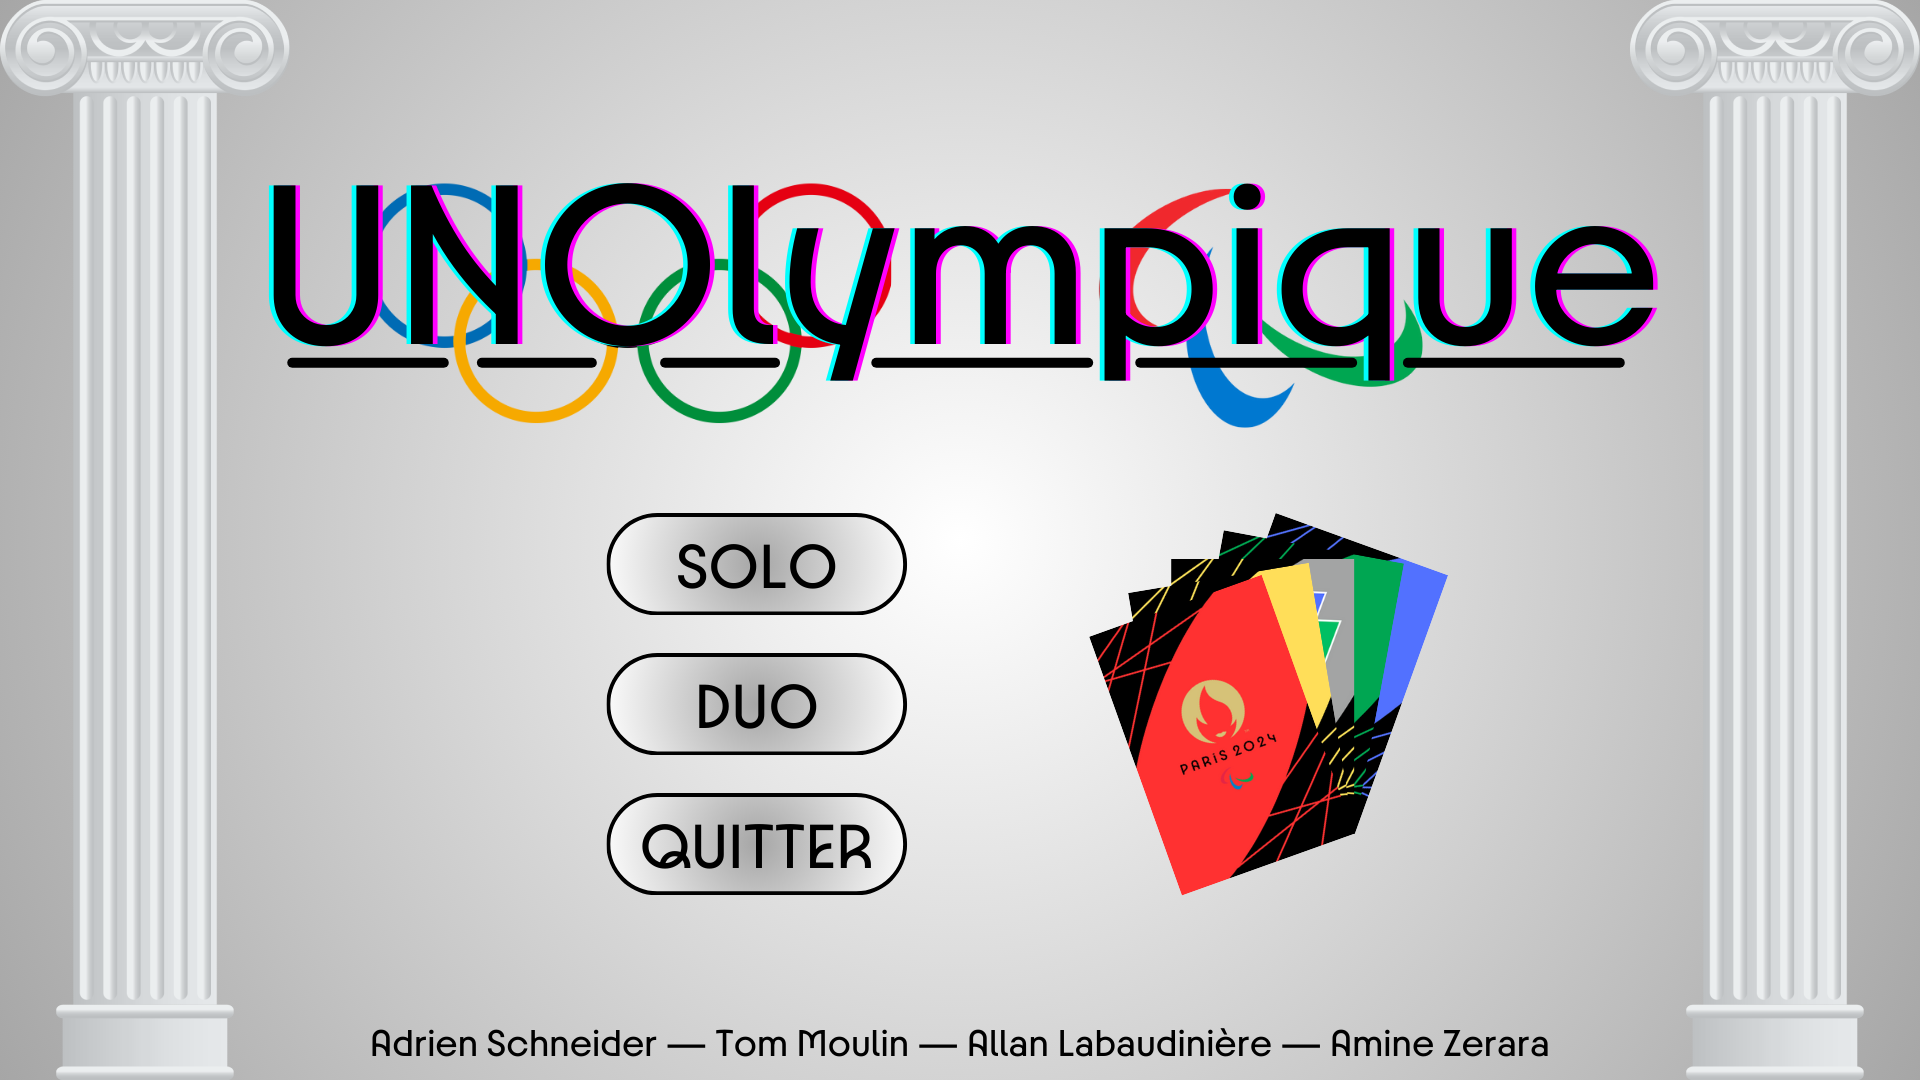 UNOlympique
SOLO
DUO
QUITTER
PARIS 2024
Adrien Schneider — Tom Moulin — Allan Labaudinière — Amine Zerara